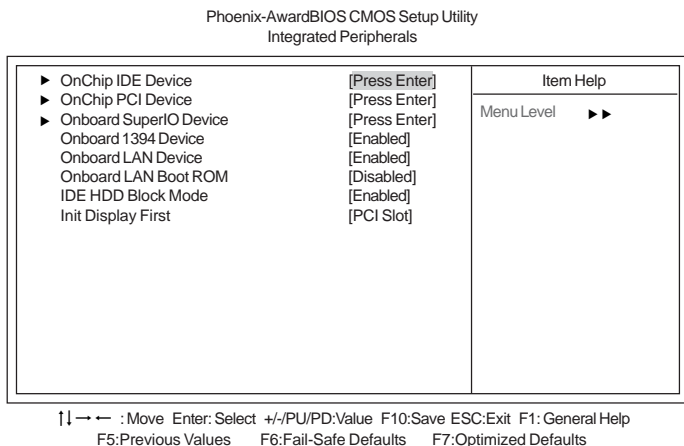 Phoenix-AwardBIOS CMOS Setup Utility
Integrated Peripherals
▶ OnChip IDE Device [Press Enter]
▶ OnChip PCI Device [Press Enter]
▶ Onboard SuperIO Device [Press Enter]
Onboard 1394 Device [Enabled]
Onboard LAN Device [Enabled]
Onboard LAN Boot ROM [Disabled]
IDE HDD Block Mode [Enabled]
Init Display First [PCI Slot]
Item Help
Menu Level ▶▶
↑↓→← : Move Enter: Select +/-/PU/PD:Value F10:Save ESC:Exit F1: General Help
F5:Previous Values F6:Fail-Safe Defaults F7:Optimized Defaults